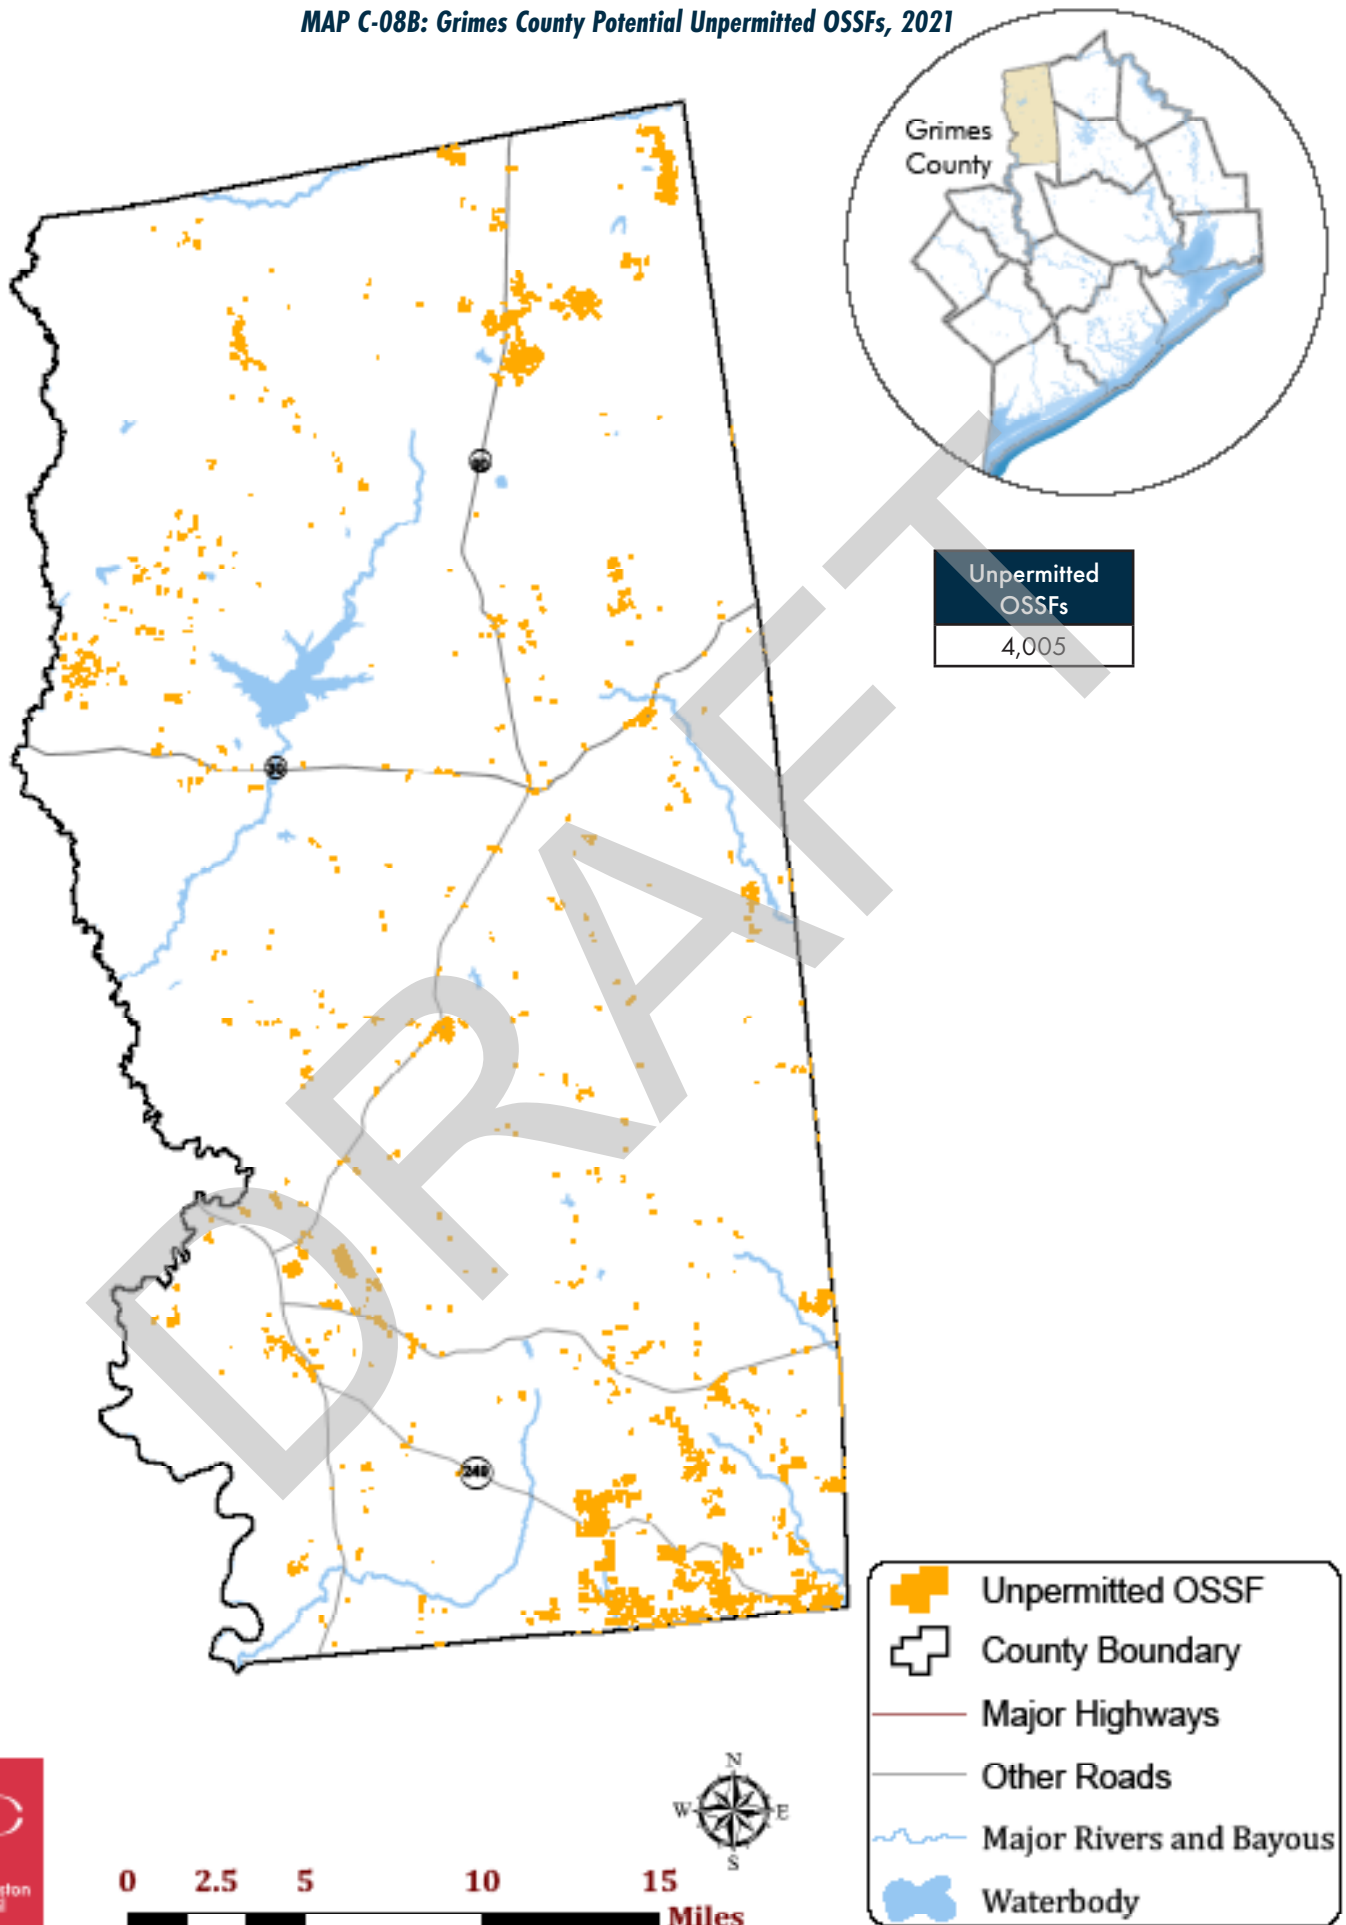 MAP C-08B: Grimes County Potential Unpermitted OSSFs, 2021
Grimes
County
Unpermitted
OSSFs
4,005
DRAFT
249
Unpermitted OSSF
County Boundary
Major Highways
Other Roads
Major Rivers and Bayous
Waterbody
N
W E
S
0 2.5 5 10 15
Miles